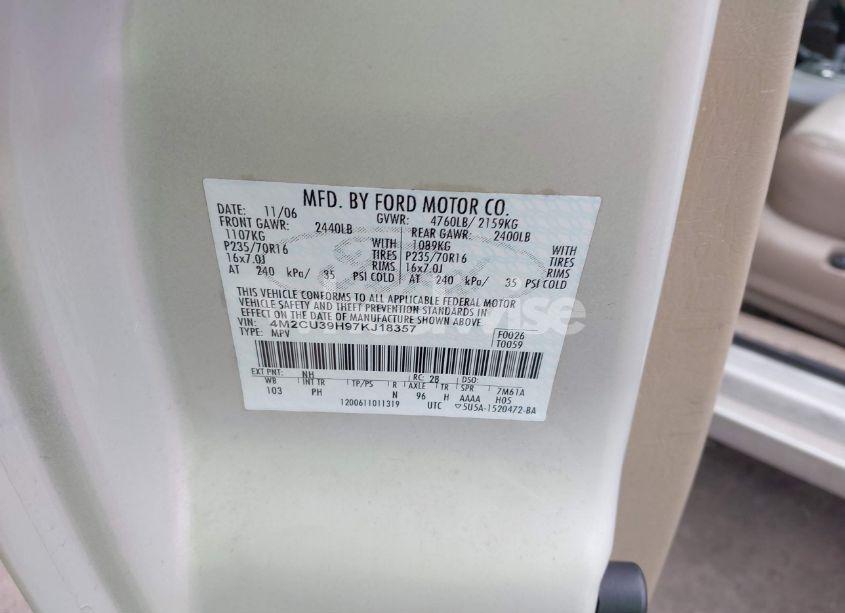 MFD. BY FORD MOTOR CO.
DATE: 11/06 GVWR: 4760LB/ 2159KG
FRONT GAWR: 2440LB REAR GAWR: 2400LB
1107KG WITH 1089KG WITH
P235/70R16 TIRES P235/70R16 TIRES
16x7.0J RIMS 16x7.0J RIMS
AT 240 kPa/ 35 PSI COLD AT 240 kPa/ 35 PSI COLD
THIS VEHICLE CONFORMS TO ALL APPLICABLE FEDERAL MOTOR
VEHICLE SAFETY AND THEFT PREVENTION STANDARDS IN
EFFECT ON THE DATE OF MANUFACTURE SHOWN ABOVE.
VIN: 4M2CU39H97KJ18357 F0026
TYPE: MPV T0059
EXT PNT: NH RC: 28 DSO:
WB INT TR TP/PS R AXLE TR SPR 7M61A
103 PH N 96 H AAAA H05
1200611011319 UTC 5U5A-1520472-BA